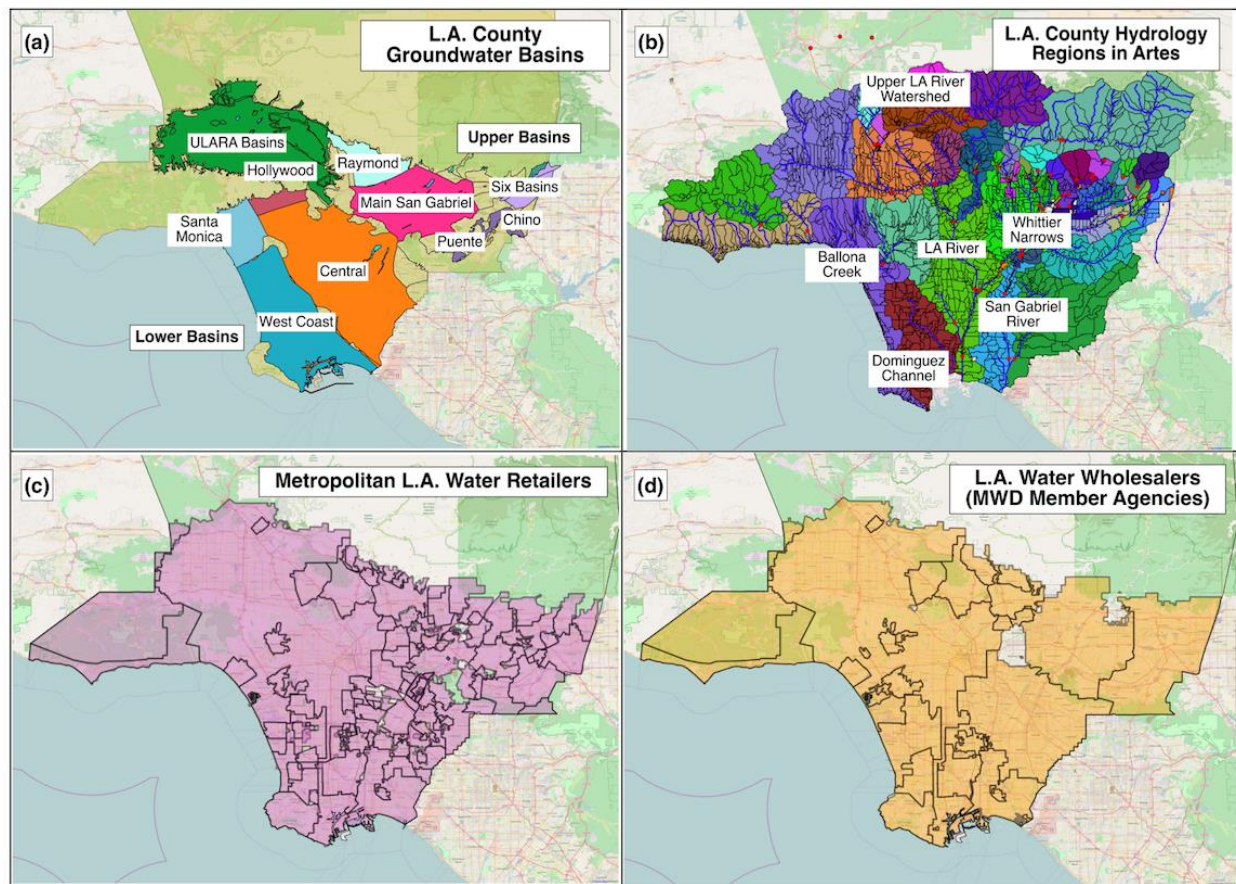 (a)
L.A. County
Groundwater Basins
ULARA Basins
Hollywood
Raymond
Upper Basins
Main San Gabriel
Six Basins
Chino
Puente
Santa
Monica
Central
West Coast
Lower Basins
(b)
L.A. County Hydrology
Regions in Artes
Upper LA River
Watershed
Whittier
Narrows
LA River
Ballona
Creek
San Gabriel
River
Dominguez
Channel
(c)
Metropolitan L.A. Water Retailers
(d)
L.A. Water Wholesalers
(MWD Member Agencies)